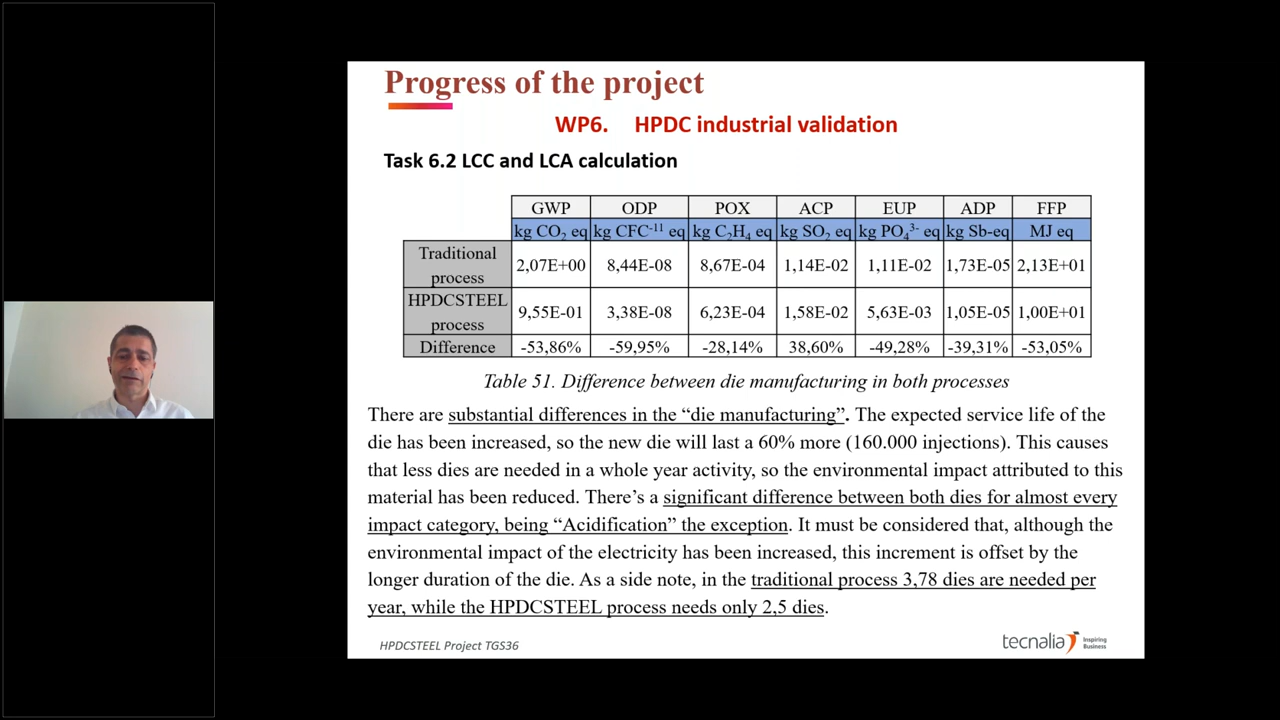 Progress of the project
WP6. HPDC industrial validation
Task 6.2 LCC and LCA calculation
GWP ODP POX ACP EUP ADP FFP
kg CO₂ eq kg CFC⁻¹¹ eq kg C₂H₄ eq kg SO₂ eq kg PO₄³⁻ eq kg Sb-eq MJ eq
Traditional
process 2,07E+00 8,44E-08 8,67E-04 1,14E-02 1,11E-02 1,73E-05 2,13E+01
HPDCSTEEL
process 9,55E-01 3,38E-08 6,23E-04 1,58E-02 5,63E-03 1,05E-05 1,00E+01
Difference -53,86% -59,95% -28,14% 38,60% -49,28% -39,31% -53,05%
Table 51. Difference between die manufacturing in both processes
There are substantial differences in the “die manufacturing”. The expected service life of the
die has been increased, so the new die will last a 60% more (160.000 injections). This causes
that less dies are needed in a whole year activity, so the environmental impact attributed to this
material has been reduced. There’s a significant difference between both dies for almost every
impact category, being “Acidification” the exception. It must be considered that, although the
environmental impact of the electricity has been increased, this increment is offset by the
longer duration of the die. As a side note, in the traditional process 3,78 dies are needed per
year, while the HPDCSTEEL process needs only 2,5 dies.
HPDCSTEEL Project TGS36
tecnalia Inspiring
Business